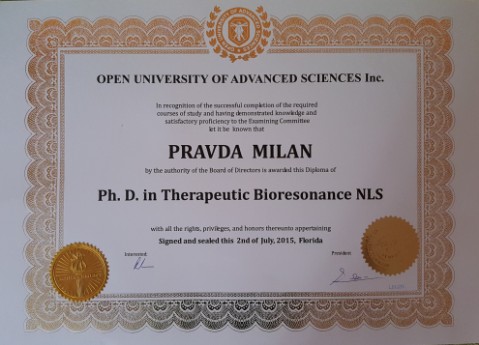 OPEN UNIVERSITY OF ADVANCED SCIENCES Inc.
In recognition of the successful completion of the required
courses of study and having demonstrated knowledge and
satisfactory proficiency to the Examining Committee
let it be known that
PRAVDA MILAN
by the authority of the Board of Directors is awarded this Diploma of
Ph. D. in Therapeutic Bioresonance NLS
with all the rights, privileges, and honors thereunto appertaining
Signed and sealed this 2nd of July, 2015, Florida
President: